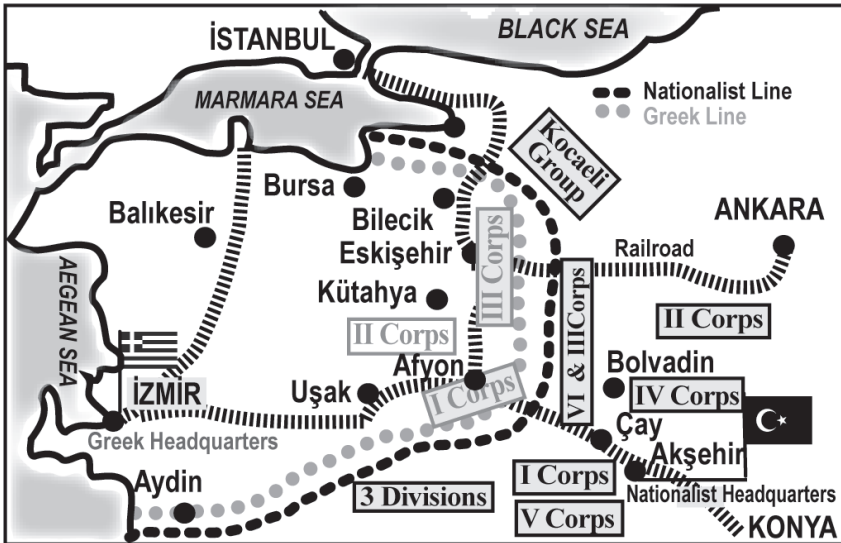 BLACK SEA
İSTANBUL
MARMARA SEA
Nationalist Line
Greek Line
Kocaeli
Group
Bursa
Bilecik
Balıkesir
ANKARA
Eskişehir
III Corps
Railroad
AEGEAN SEA
Kütahya
II Corps
VI & IIICorps
II Corps
Afyon
Bolvadin
İZMİR
Uşak
I Corps
IV Corps
Greek Headquarters
Çay
Akşehir
Aydin
3 Divisions
I Corps
Nationalist Headquarters
V Corps
KONYA